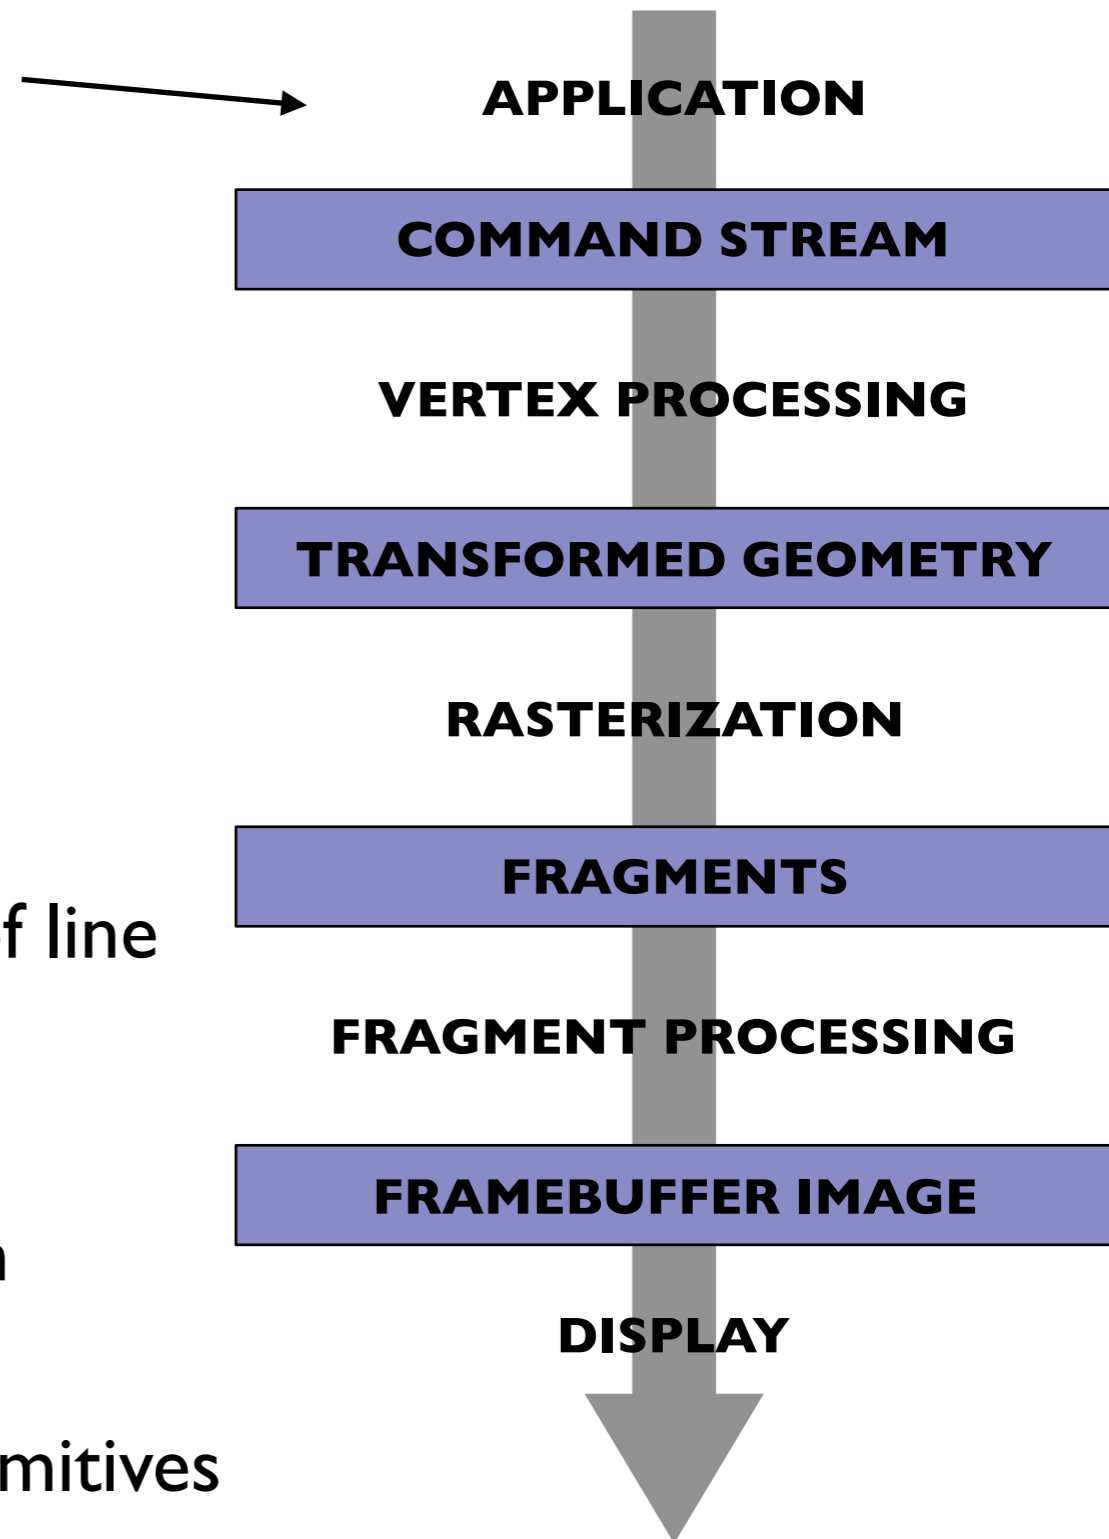 APPLICATION
COMMAND STREAM
VERTEX PROCESSING
TRANSFORMED GEOMETRY
RASTERIZATION
FRAGMENTS
line
FRAGMENT PROCESSING
FRAMEBUFFER IMAGE
DISPLAY
mitives